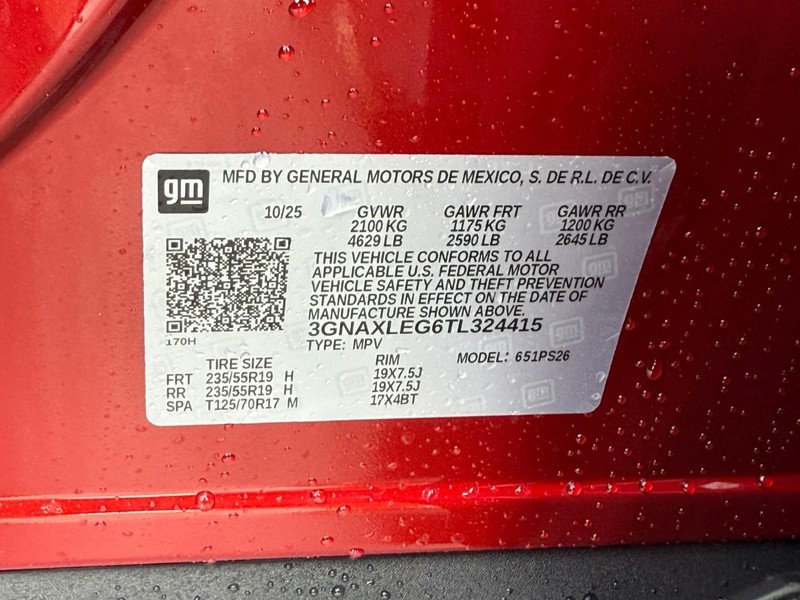 gm MFD BY GENERAL MOTORS DE MEXICO, S. DE R.L. DE C.V.
10/25 GVWR GAWR FRT GAWR RR
2100 KG 1175 KG 1200 KG
4629 LB 2590 LB 2645 LB
THIS VEHICLE CONFORMS TO ALL
APPLICABLE U.S. FEDERAL MOTOR
VEHICLE SAFETY AND THEFT PREVENTION
STANDARDS IN EFFECT ON THE DATE OF
MANUFACTURE SHOWN ABOVE.
3GNAXLEG6TL324415
170H
TYPE: MPV MODEL: 651PS26
TIRE SIZE RIM
FRT 235/55R19 H 19X7.5J
RR 235/55R19 H 19X7.5J
SPA T125/70R17 M 17X4BT